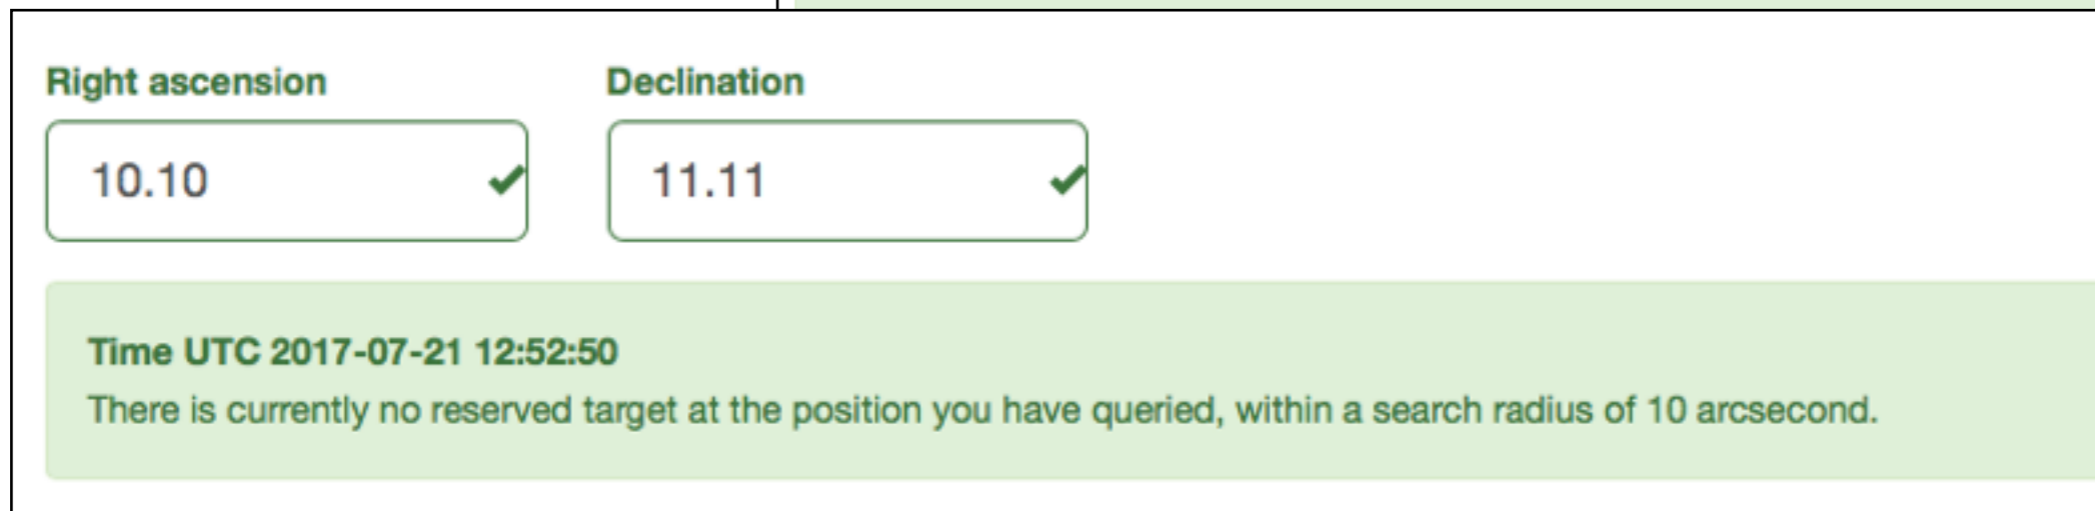 Right ascension
Declination
10.10
11.11
Time UTC 2017-07-21 12:52:50
There is currently no reserved target at the position you have queried, within a search radius of 10 arcsecond.